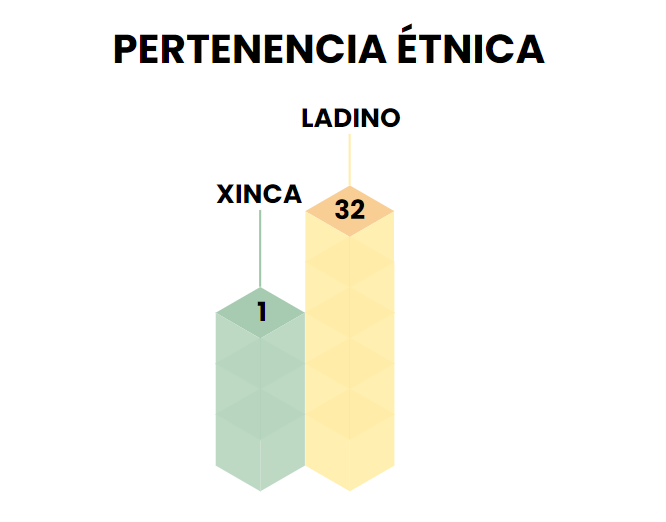 PERTENENCIA ÉTNICA
LADINO
XINCA
32
1